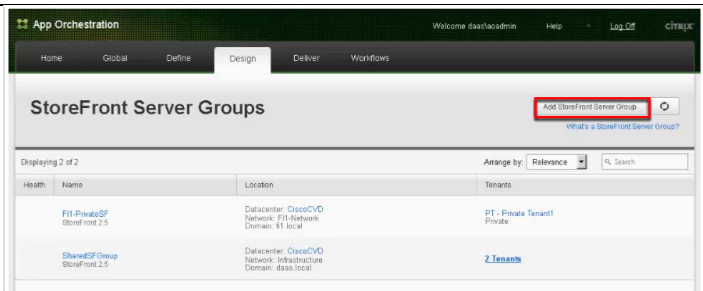 App Orchestration
Welcome daas\aoadmin Help Log Off CITRIX
Home Global Define Design Deliver Workflows
StoreFront Server Groups
Add StoreFront Server Group
What's a StoreFront Server Group?
Displaying 2 of 2
Arrange by: Relevance Search
Health Name Location Tenants
FI1-PrivateSF
StoreFront 2.5
Datacenter: CiscoCVD
Network: FI1-Network
Domain: fi1.local
PT - Private Tenant1
Private
SharedSFGroup
StoreFront 2.5
Datacenter: CiscoCVD
Network: Infrastructure
Domain: daas.local
2 Tenants